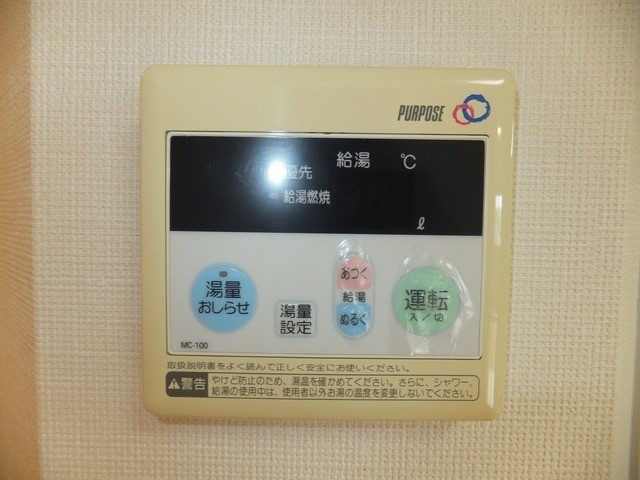 PURPOSE
給湯 ℃
優先
給湯燃焼
ℓ
湯量
おしらせ
湯量
設定
あつく
給湯
ぬるく
運転
入/切
MC-100
取扱説明書をよく読んで正しく安全にお使いください。
警告
やけど防止のため、湯温を確かめてください。さらに、シャワー、
給湯の使用中は、使用者以外お湯の温度を変更しないでください。